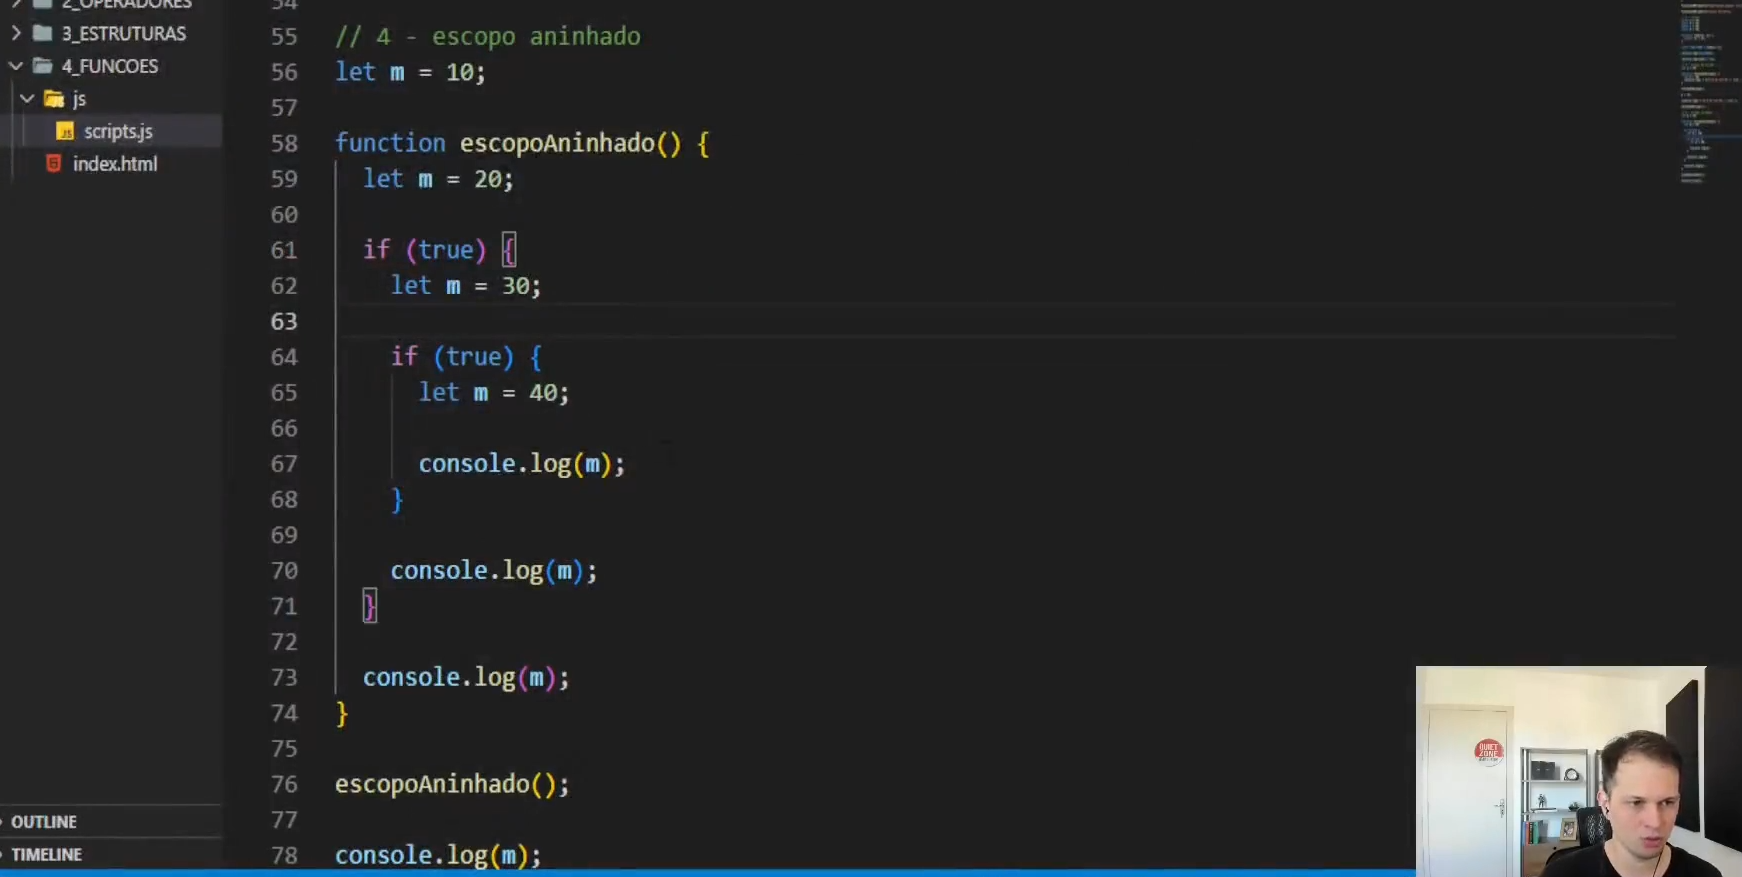 2_OPERADORES
3_ESTRUTURAS
4_FUNCOES
js
JS scripts.js
index.html
OUTLINE
TIMELINE
54
55 // 4 - escopo aninhado
56 let m = 10;
57
58 function escopoAninhado() {
59 let m = 20;
60
61 if (true) {
62 let m = 30;
63
64 if (true) {
65 let m = 40;
66
67 console.log(m);
68 }
69
70 console.log(m);
71 }
72
73 console.log(m);
74 }
75
76 escopoAninhado();
77
78 console.log(m);
QUIET
ZONE